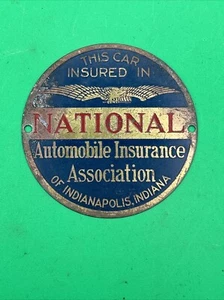 THIS CAR
INSURED IN
NATIONAL
Automobile Insurance
Association
OF INDIANAPOLIS, INDIANA